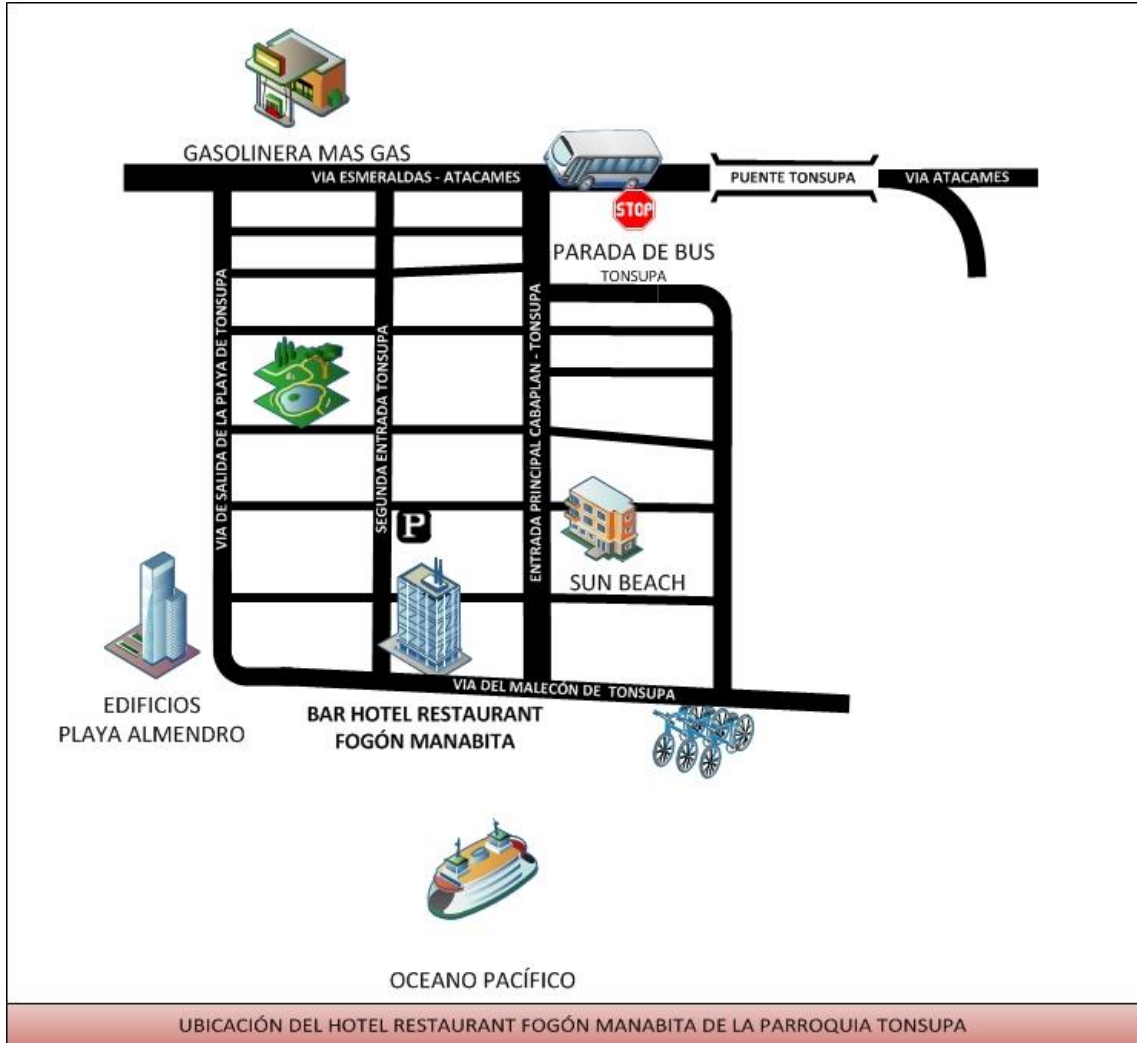 GASOLINERA MAS GAS
VIA ESMERALDAS - ATACAMES
PUENTE TONSUPA
VIA ATACAMES
STOP
PARADA DE BUS
TONSUPA
VIA DE SALIDA DE LA PLAYA DE TONSUPA
SEGUNDA ENTRADA TONSUPA
ENTRADA PRINCIPAL CABAPLAN - TONSUPA
P
SUN BEACH
EDIFICIOS
PLAYA ALMENDRO
VIA DEL MALECÓN DE TONSUPA
BAR HOTEL RESTAURANT
FOGÓN MANABITA
OCEANO PACÍFICO
UBICACIÓN DEL HOTEL RESTAURANT FOGÓN MANABITA DE LA PARROQUIA TONSUPA